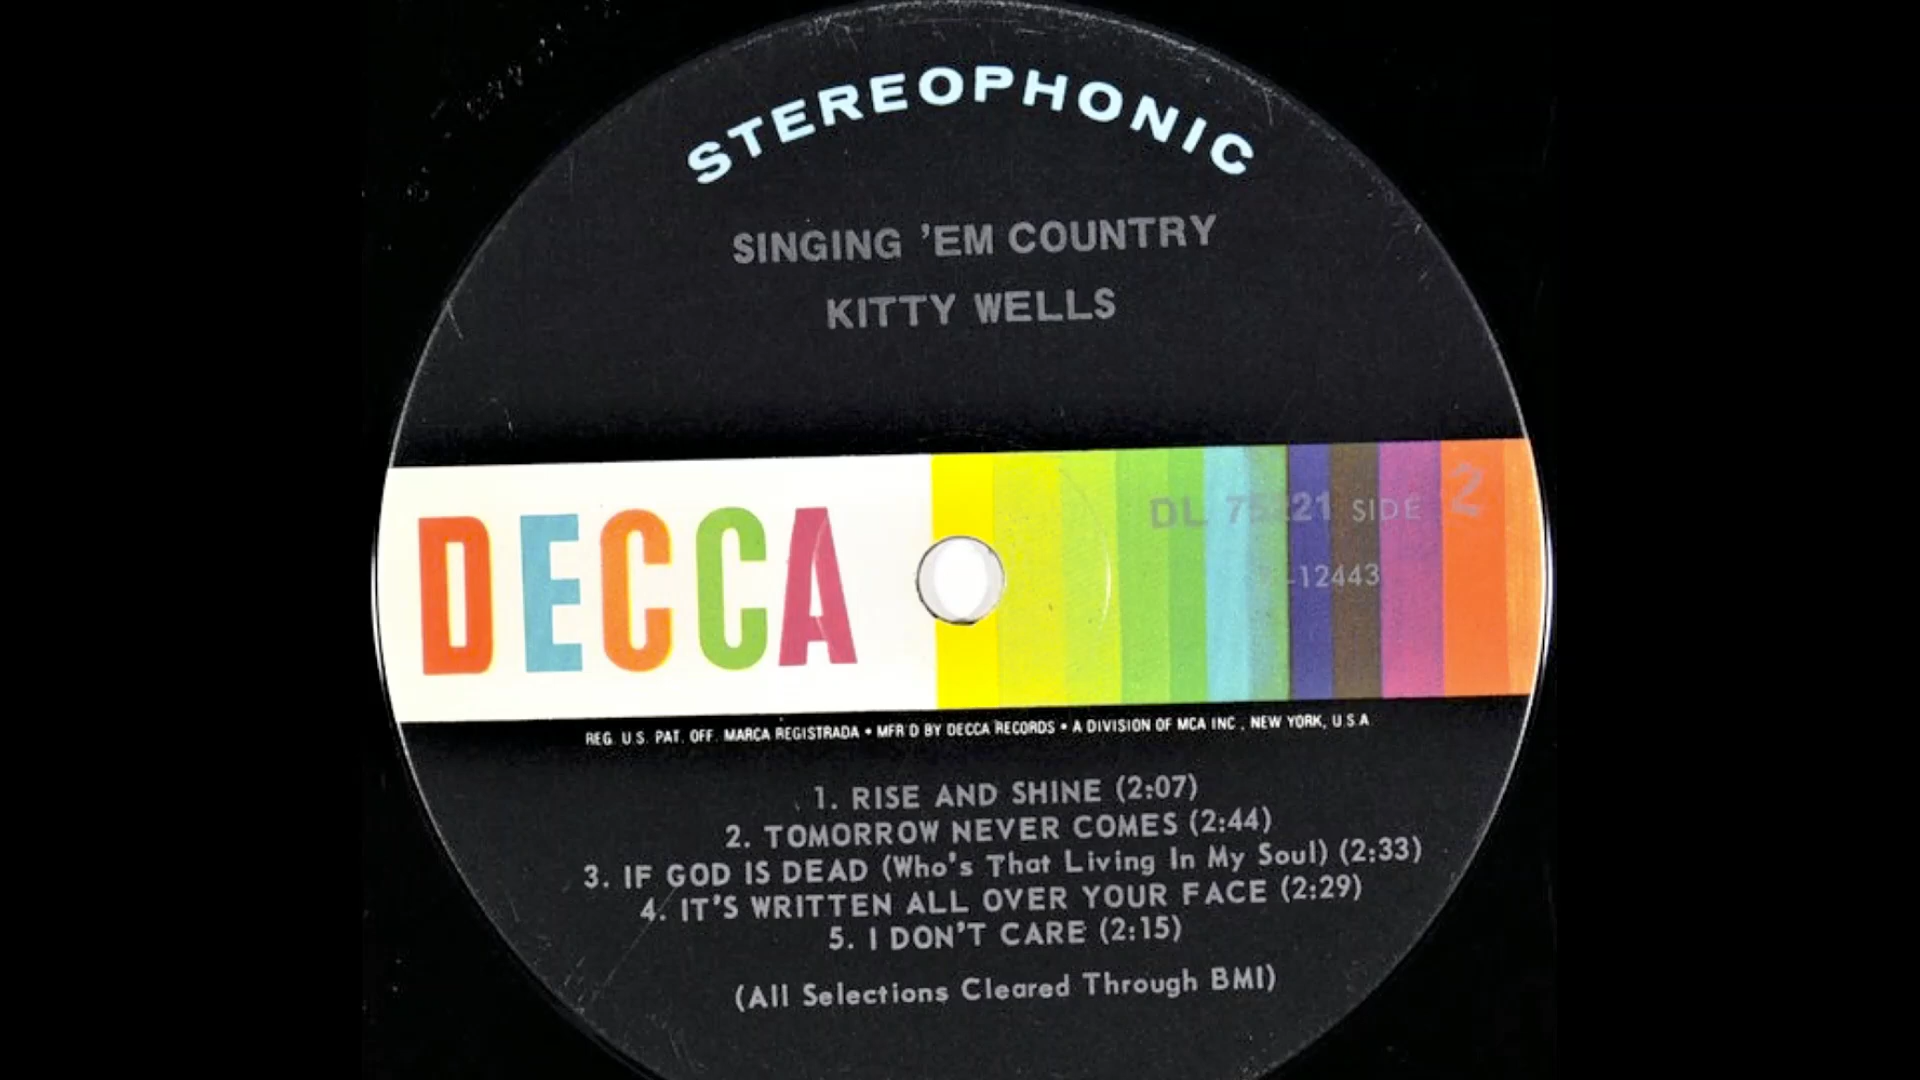 STEREOPHONIC
SINGING 'EM COUNTRY
KITTY WELLS
DECCA
DL 75221 SIDE 2
-12443
REG. U.S. PAT. OFF. MARCA REGISTRADA • MFR'D BY DECCA RECORDS • A DIVISION OF MCA INC., NEW YORK, U.S.A
1. RISE AND SHINE (2:07)
2. TOMORROW NEVER COMES (2:44)
3. IF GOD IS DEAD (Who's That Living In My Soul) (2:33)
4. IT'S WRITTEN ALL OVER YOUR FACE (2:29)
5. I DON'T CARE (2:15)
(All Selections Cleared Through BMI)